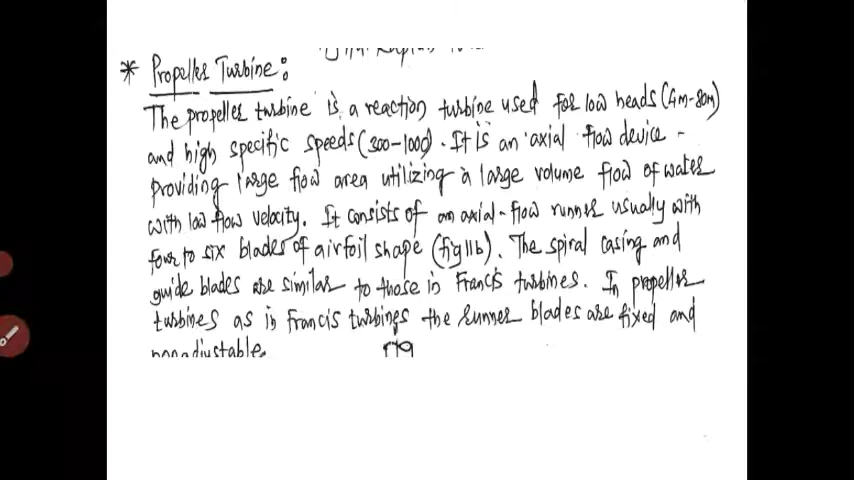 * Propeller Turbine:
The propeller turbine is a reaction turbine used for low heads (4m-80m)
and high specific speeds (300-1000). It is an axial flow device -
providing large flow area utilizing a large volume flow of water
with low flow velocity. It consists of an axial-flow runner usually with
four to six blades of airfoil shape (fig 11b). The spiral casing and
guide blades are similar to those in Francis turbines. In propeller
turbines as in Francis turbines the runner blades are fixed and
nonadjustable.